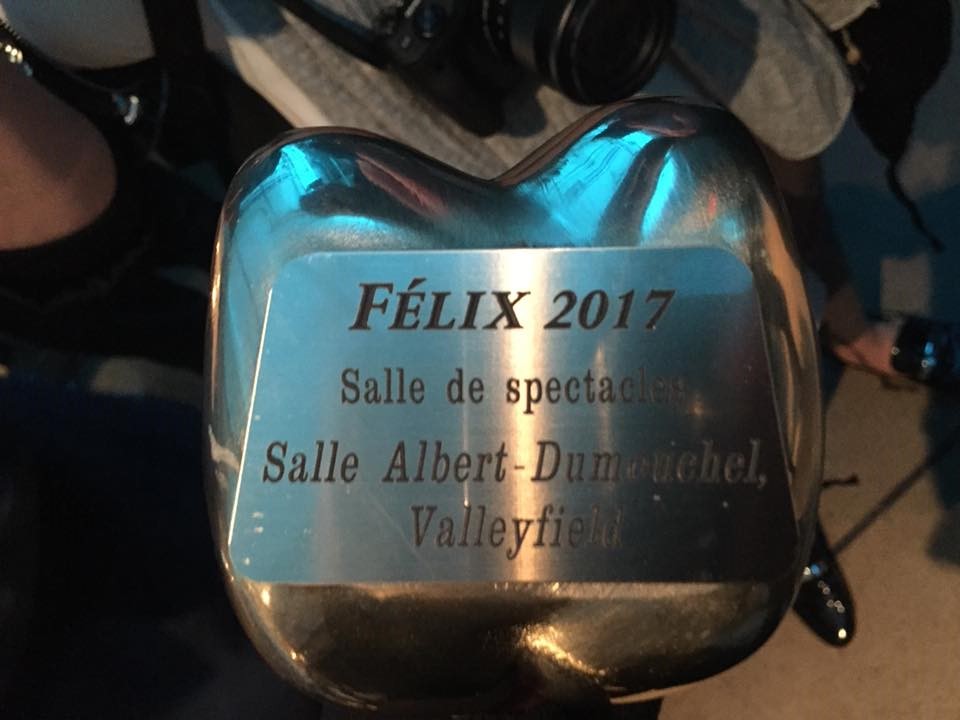 FÉLIX 2017
Salle de spectacles
Salle Albert-Dumouchel,
Valleyfield